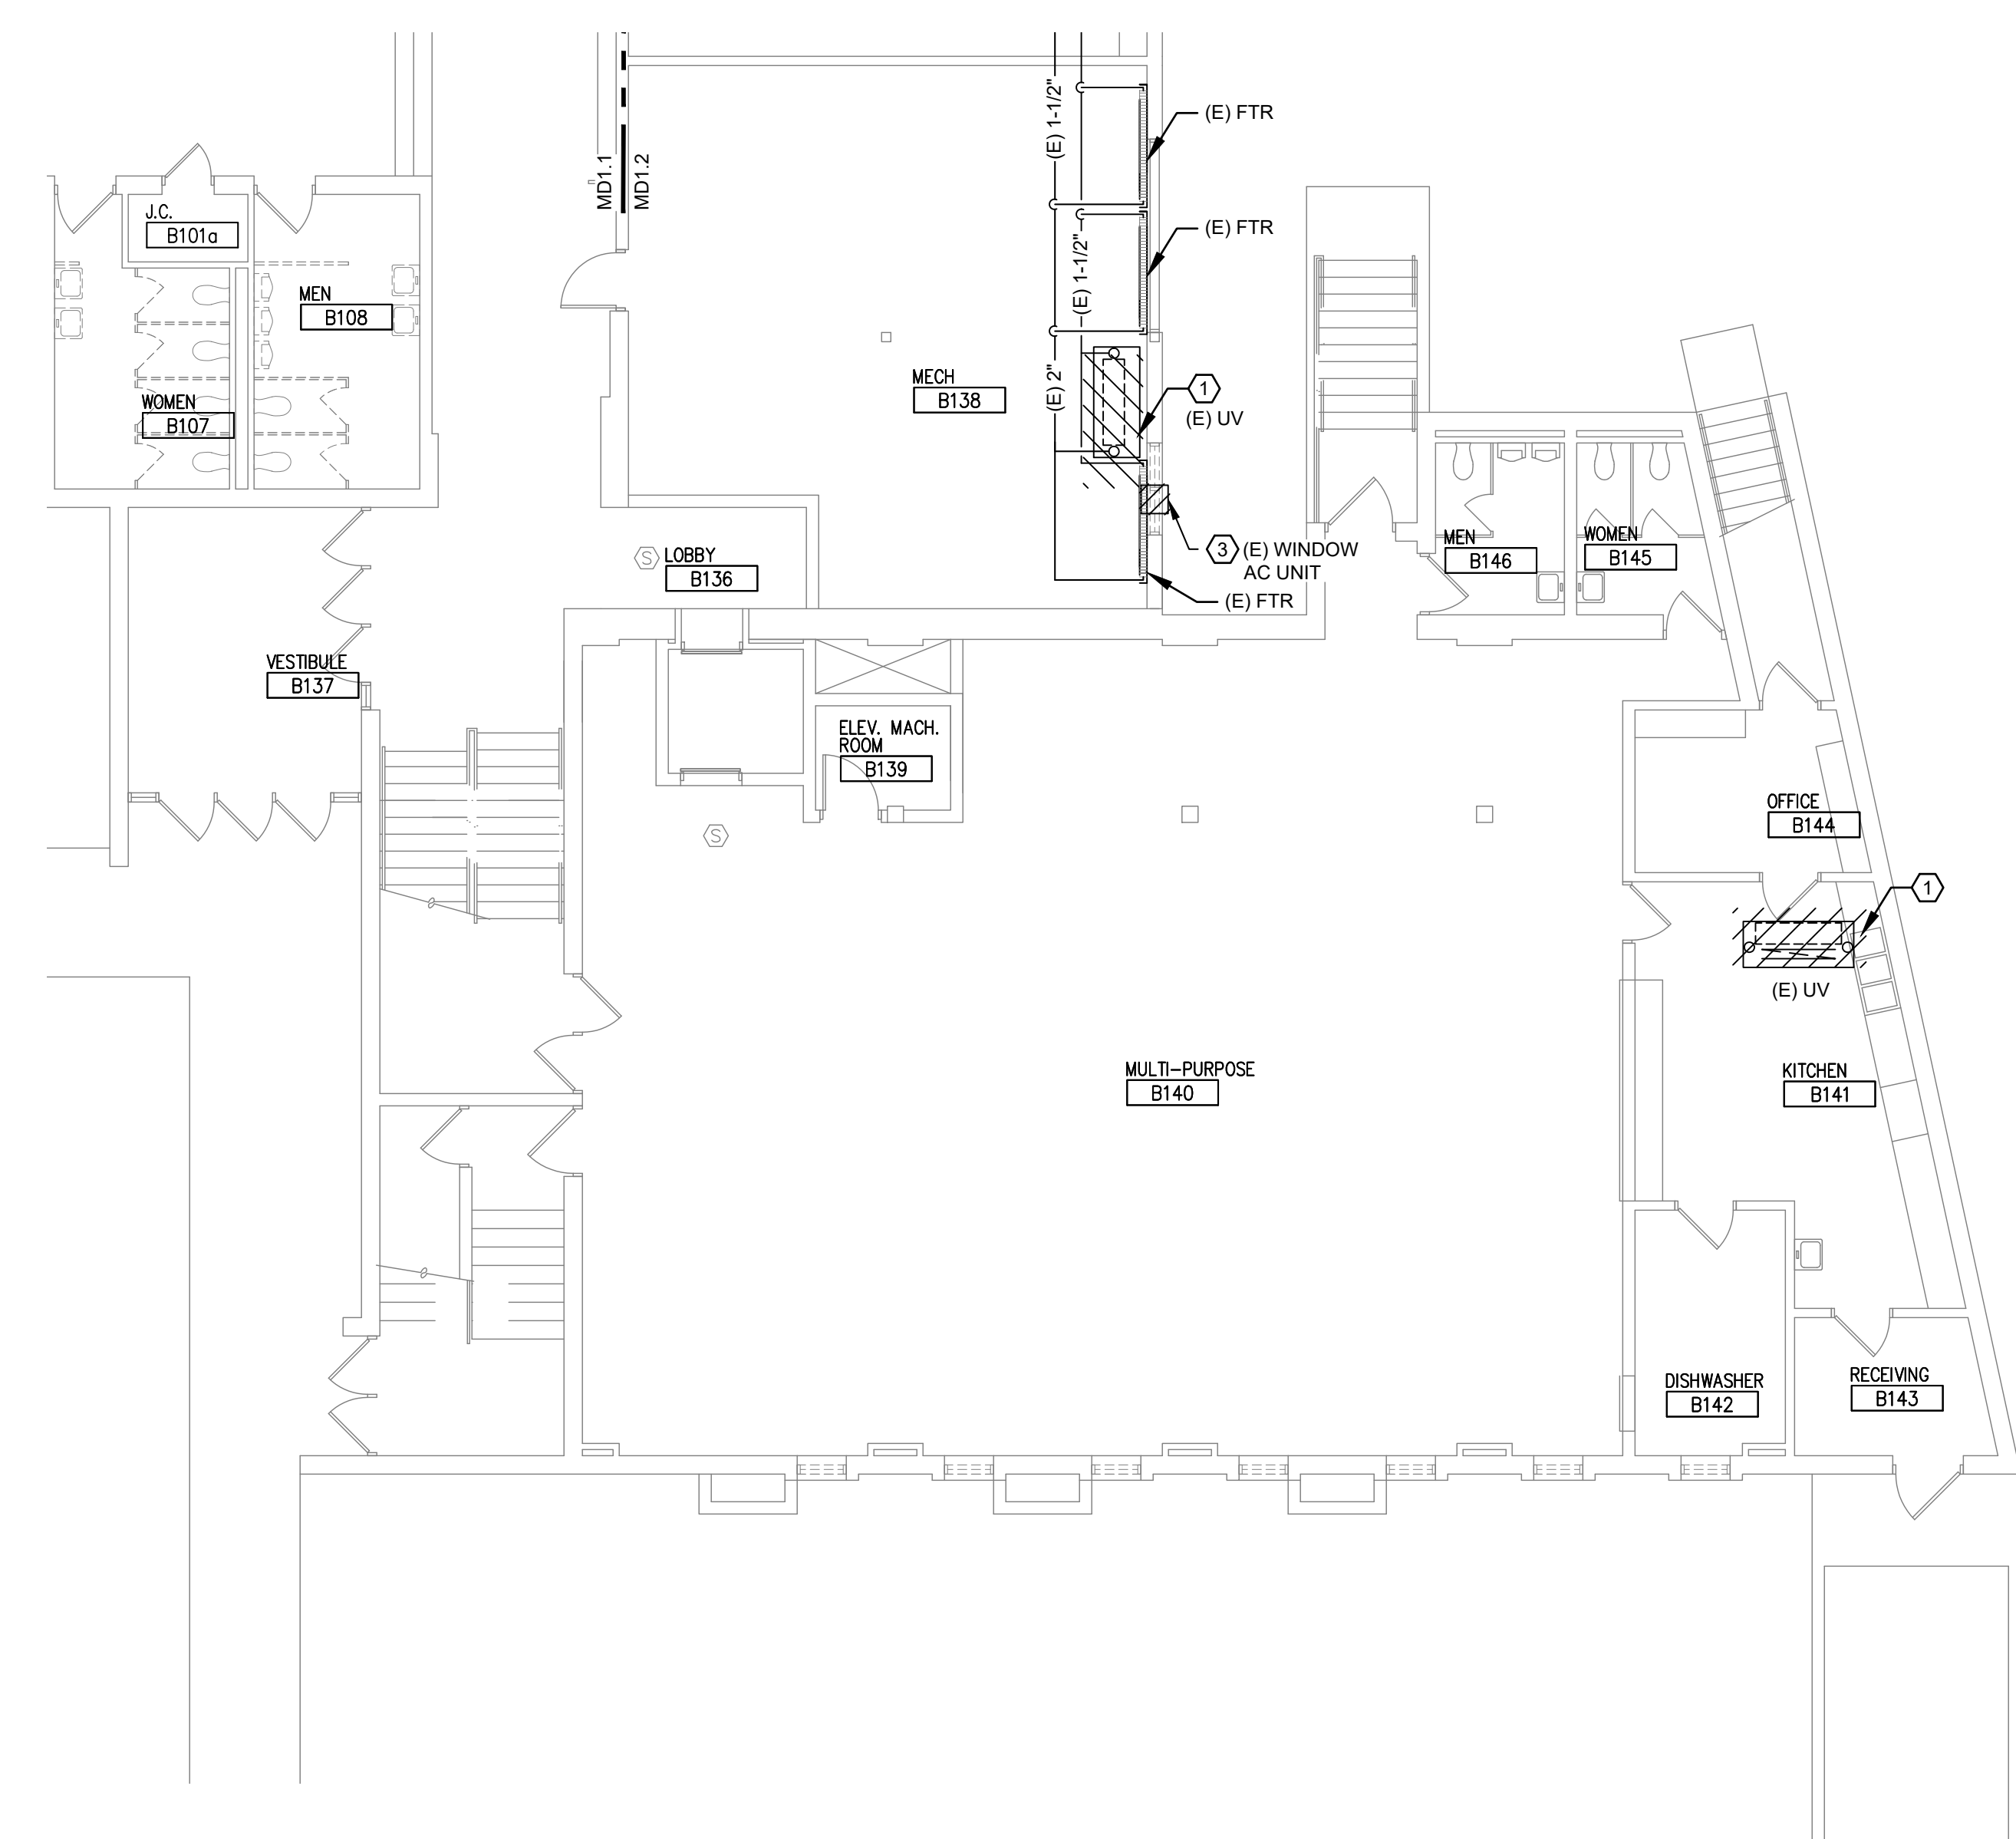 (E) 1-1/2"
(E) FTR
MD1.1
MD1.2
J.C.
B101a
(E) FTR
(E) 1-1/2"
MEN
B108
MECH
B138
(E) 2"
1
(E) UV
WOMEN
B107
S
LOBBY
B136
3
(E) WINDOW
AC UNIT
(E) FTR
MEN
B146
WOMEN
B145
VESTIBULE
B137
ELEV. MACH.
ROOM
B139
S
OFFICE
B144
1
(E) UV
MULTI-PURPOSE
B140
KITCHEN
B141
DISHWASHER
B142
RECEIVING
B143